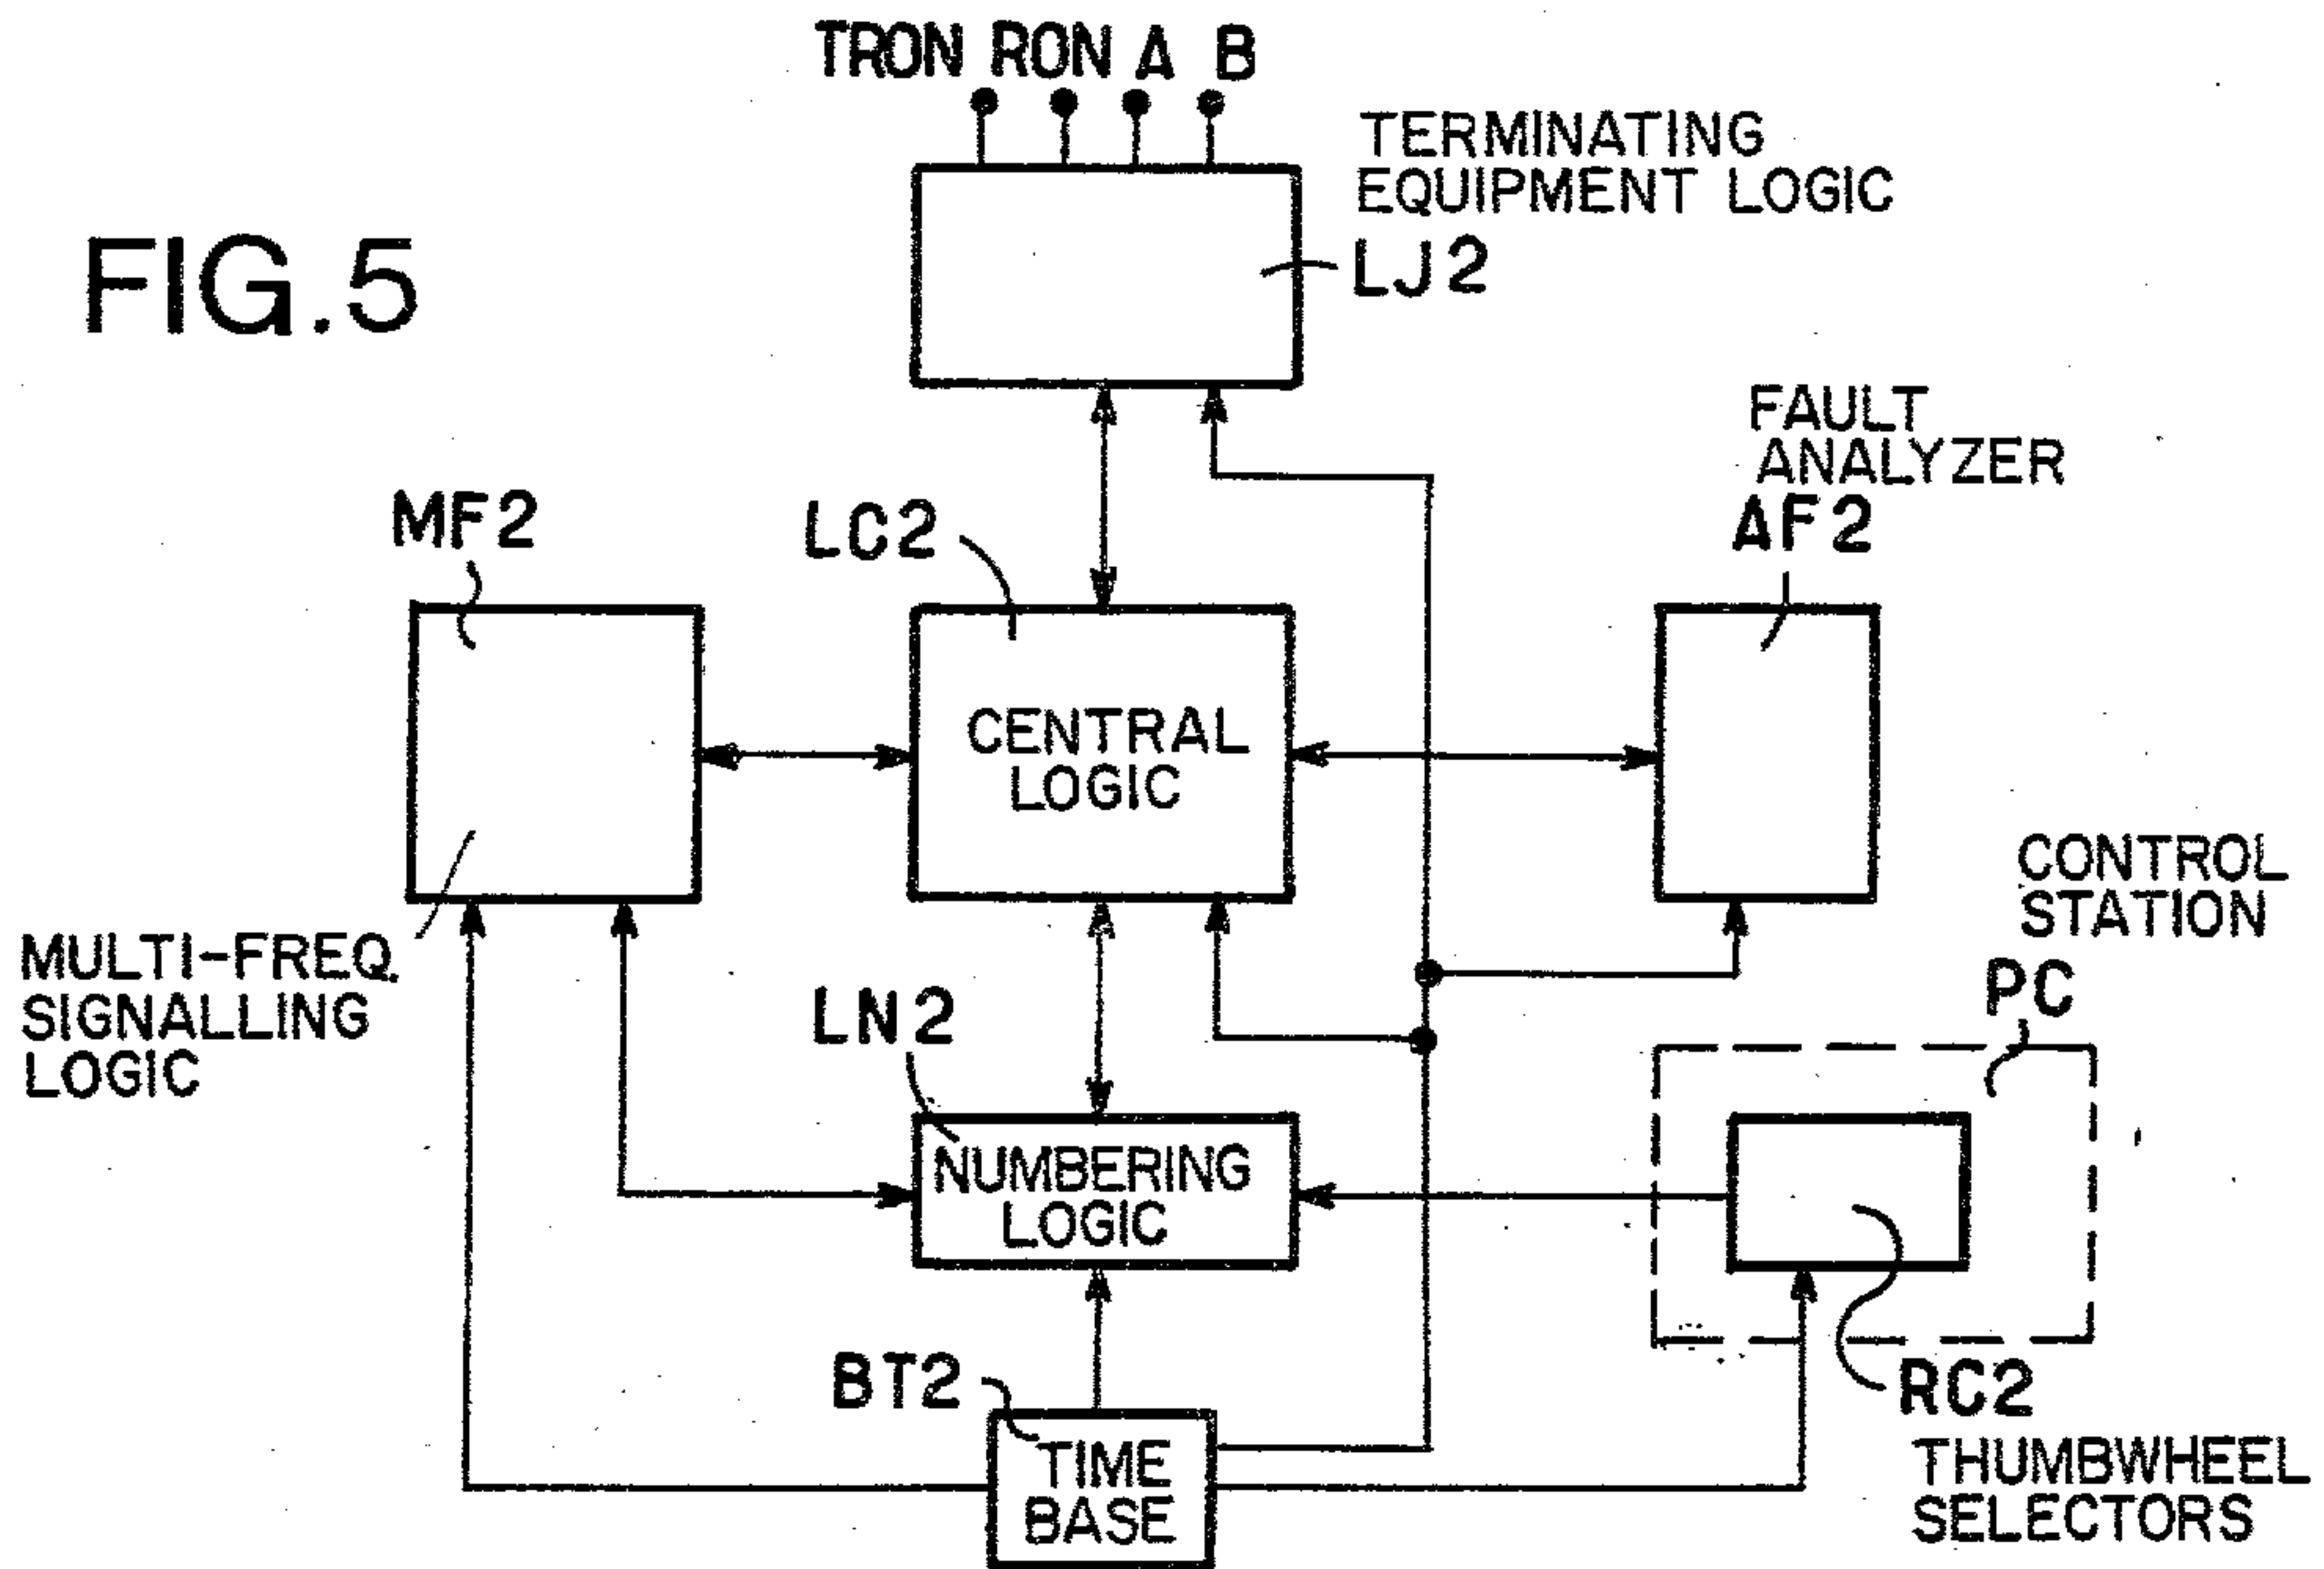 TRON RON A B
TERMINATING
EQUIPMENT LOGIC
LJ2
FIG.5
FAULT
ANALYZER
AF2
MF2
LC2
CENTRAL
LOGIC
CONTROL
STATION
PC
MULTI-FREQ.
SIGNALLING
LOGIC
LN2
NUMBERING
LOGIC
BT2
TIME
BASE
RC2
THUMBWHEEL
SELECTORS